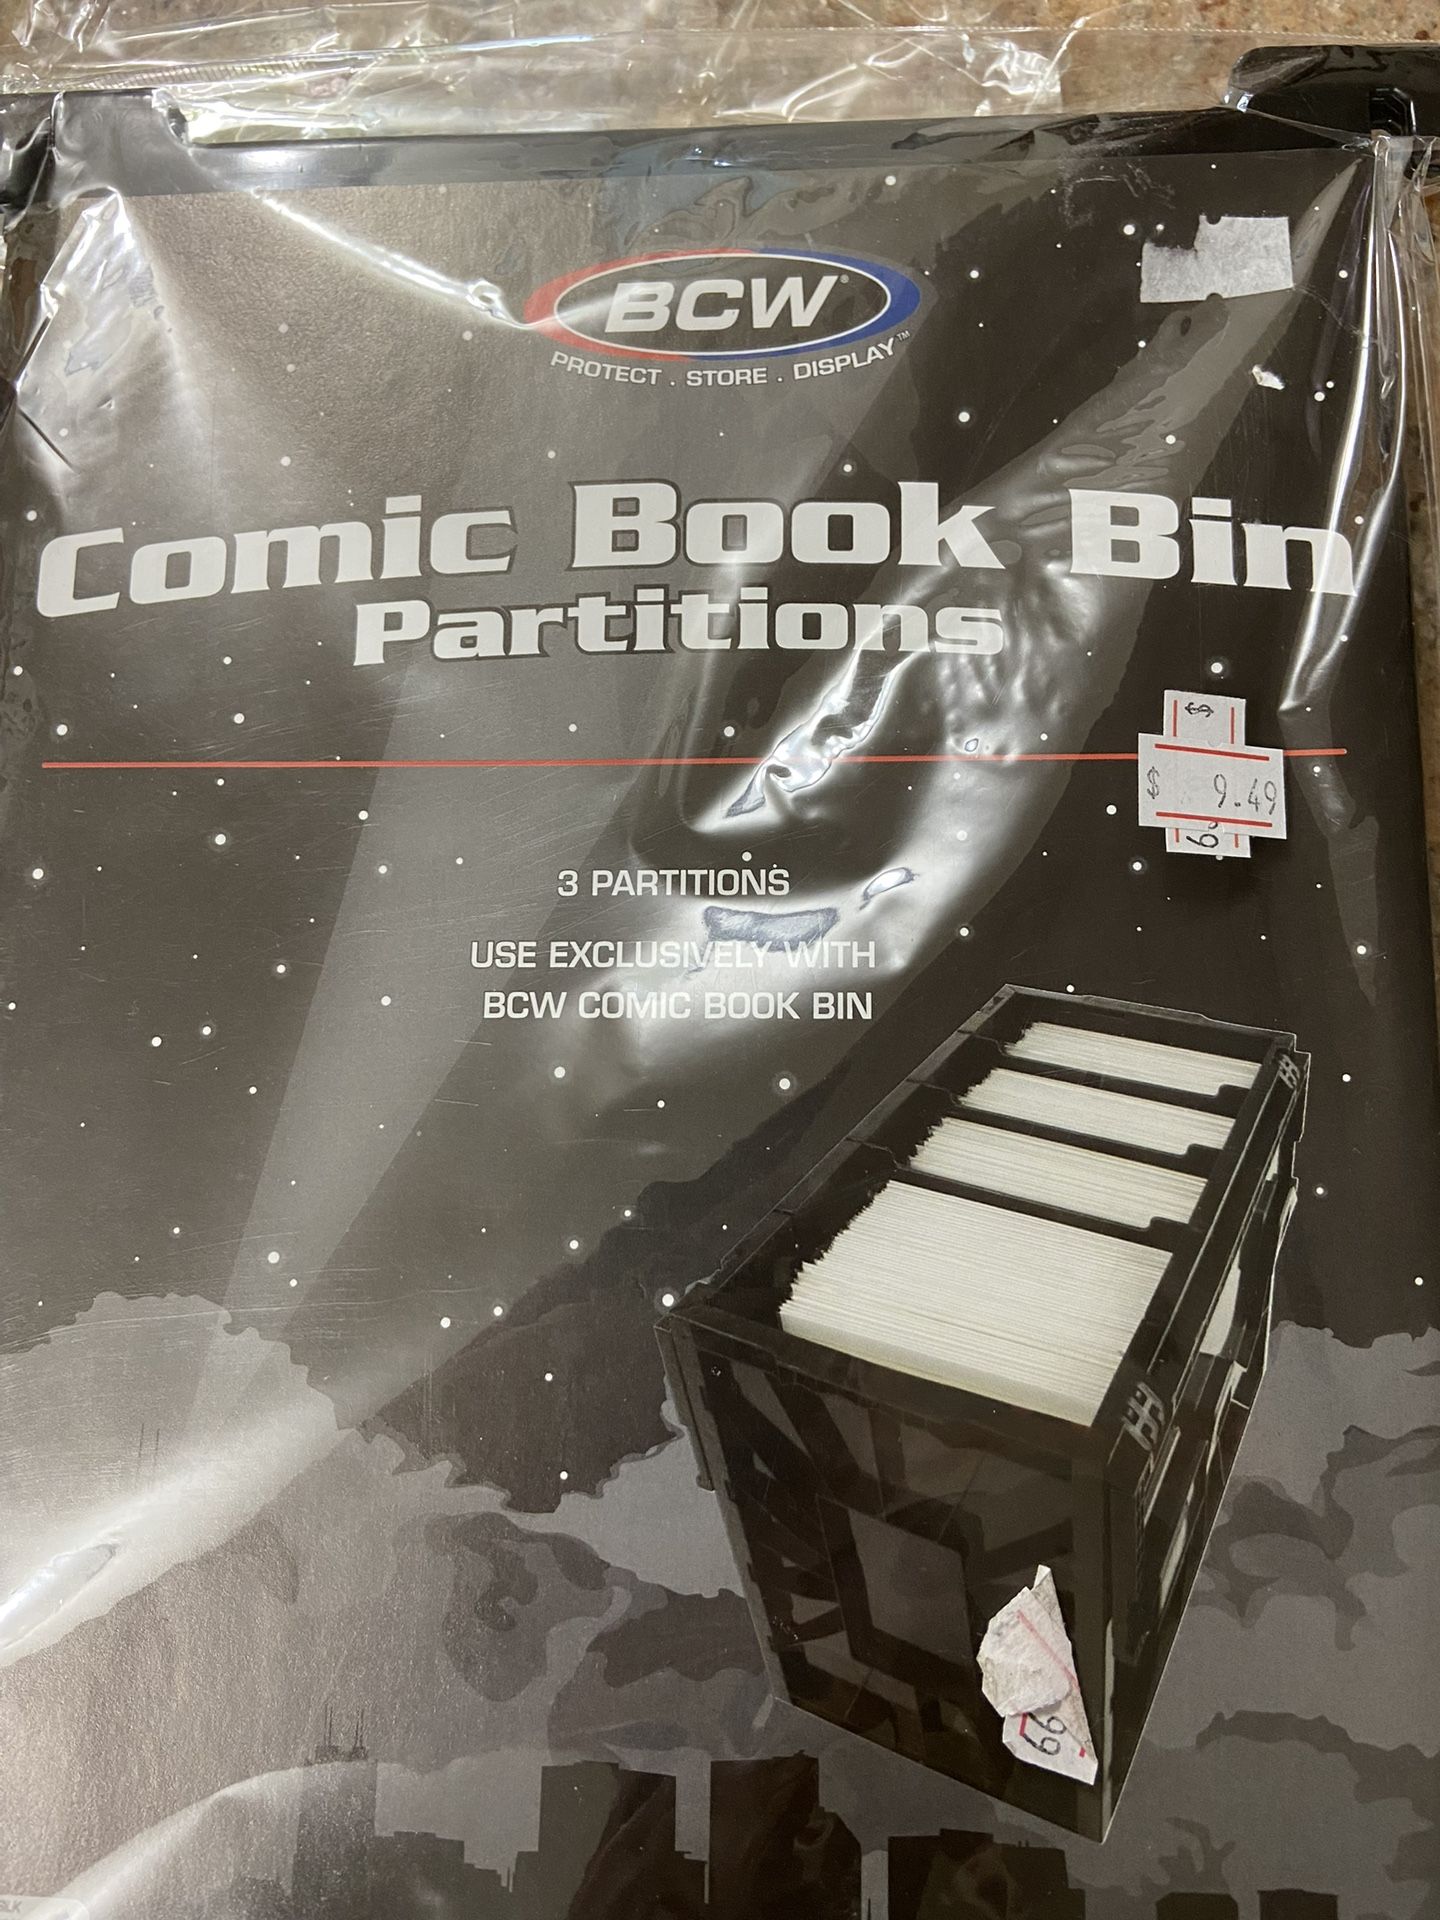 BCW®
PROTECT . STORE . DISPLAY™
Comic Book Bin
Partitions
$
$ 9.49
3 PARTITIONS
USE EXCLUSIVELY WITH
BCW COMIC BOOK BIN